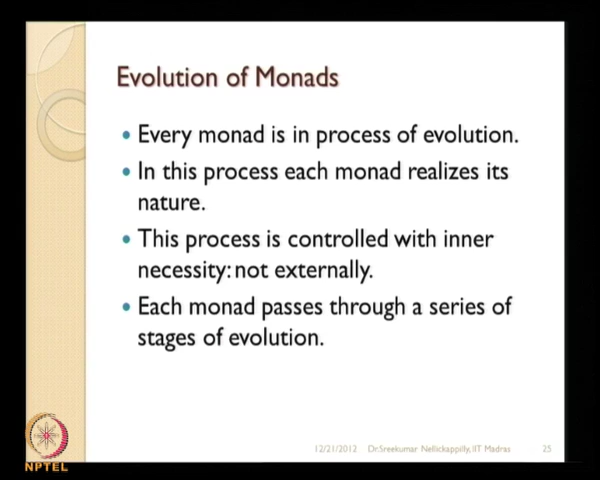 Evolution of Monads
• Every monad is in process of evolution.
• In this process each monad realizes its
nature.
• This process is controlled with inner
necessity: not externally.
• Each monad passes through a series of
stages of evolution.
12/21/2012 Dr.Sreekumar Nellickappilly, IIT Madras 25
NPTEL